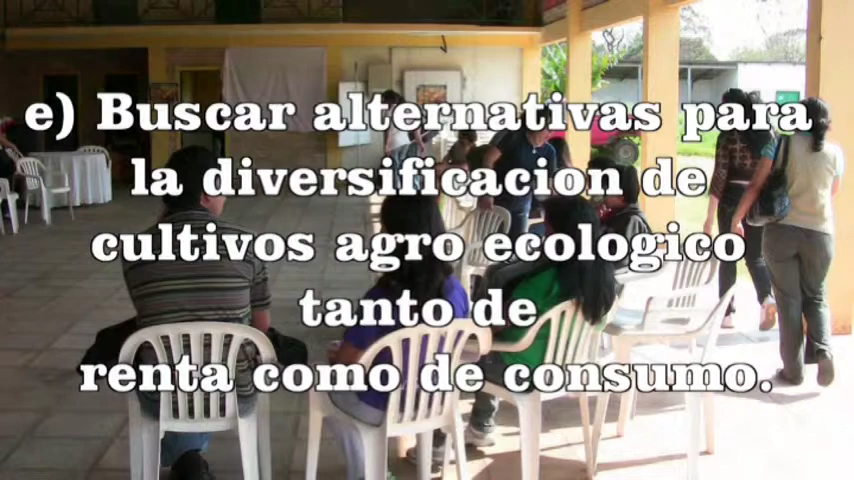 e) Buscar alternativas para
la diversificacion de
cultivos agro ecologico
tanto de
renta como de consumo.